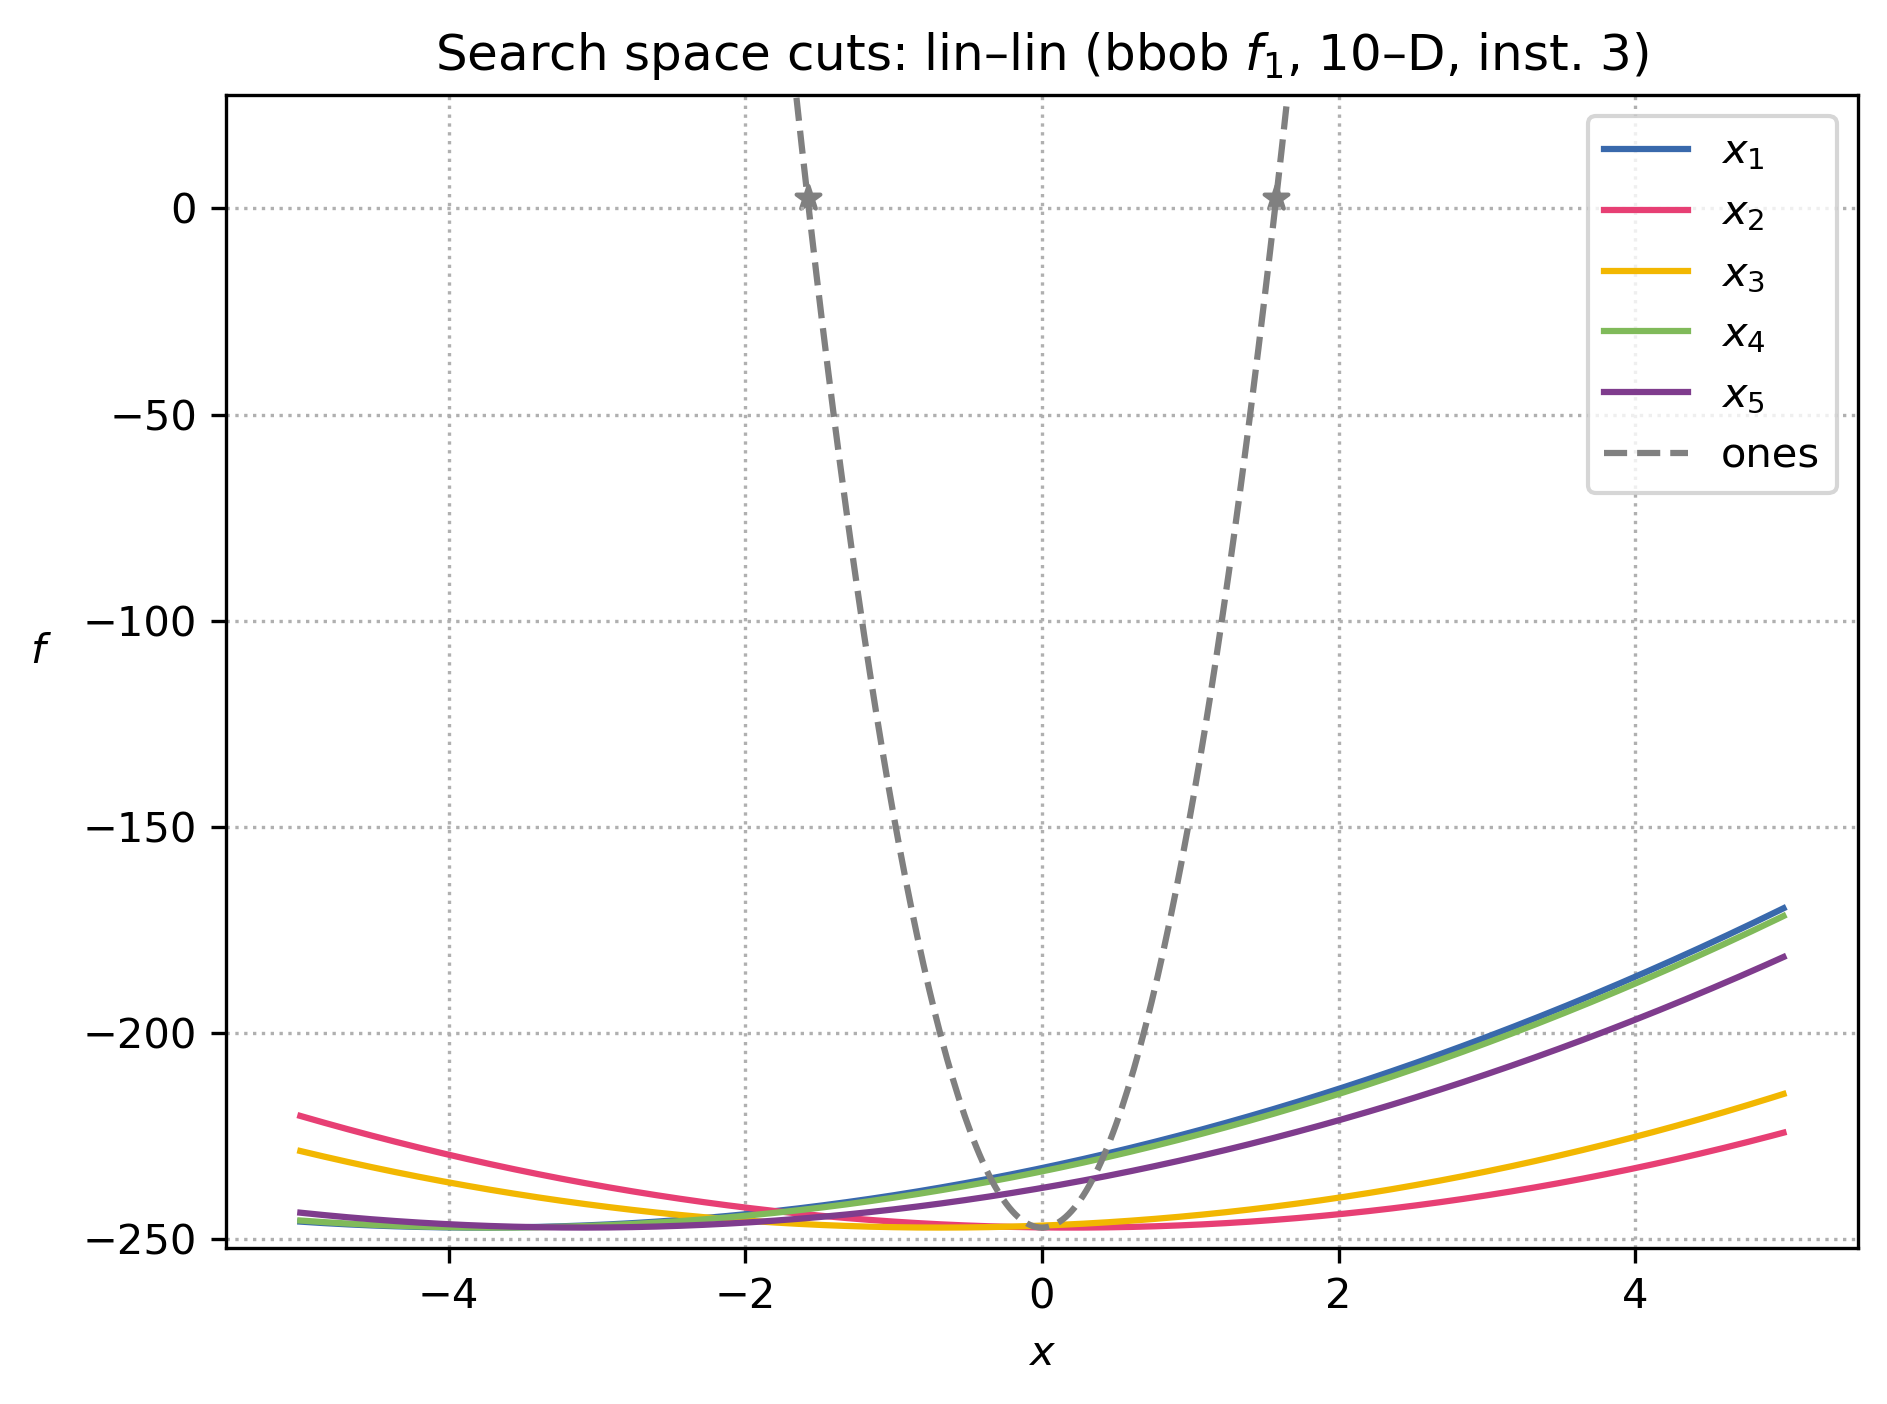 Search space cuts: lin–lin (bbob f₁, 10–D, inst. 3)
x₁
x₂
x₃
x₄
x₅
ones
0
−50
−100
−150
−200
−250
f
−4 −2 0 2 4
x